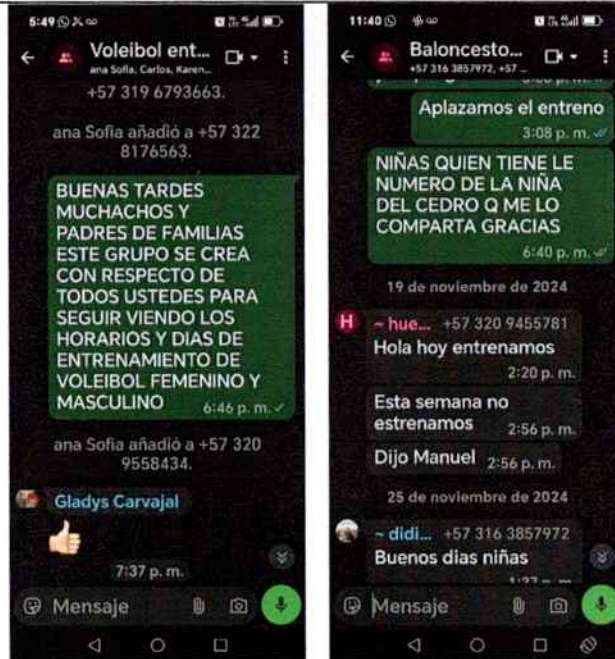 5:49
Voleibol ent...
ana Sofia, Carlos, Karen...
+57 319 6793663.
ana Sofia añadió a +57 322
8176563.
BUENAS TARDES
MUCHACHOS Y
PADRES DE FAMILIAS
ESTE GRUPO SE CREA
CON RESPECTO DE
TODOS USTEDES PARA
SEGUIR VIENDO LOS
HORARIOS Y DIAS DE
ENTRENAMIENTO DE
VOLEIBOL FEMENINO Y
MASCULINO
6:46 p. m.
ana Sofia añadió a +57 320
9558434.
Gladys Carvajal
7:37 p. m.
Mensaje
11:40
Baloncesto...
+57 316 3857972, +57 ...
Aplazamos el entreno
3:08 p. m.
NIÑAS QUIEN TIENE LE
NUMERO DE LA NIÑA
DEL CEDRO Q ME LO
COMPARTA GRACIAS
6:40 p. m.
19 de noviembre de 2024
H
~ hue... +57 320 9455781
Hola hoy entrenamos
2:20 p. m.
Esta semana no
estrenamos 2:56 p. m.
Dijo Manuel 2:56 p. m.
25 de noviembre de 2024
~ didi... +57 316 3857972
Buenos dias niñas
Mensaje